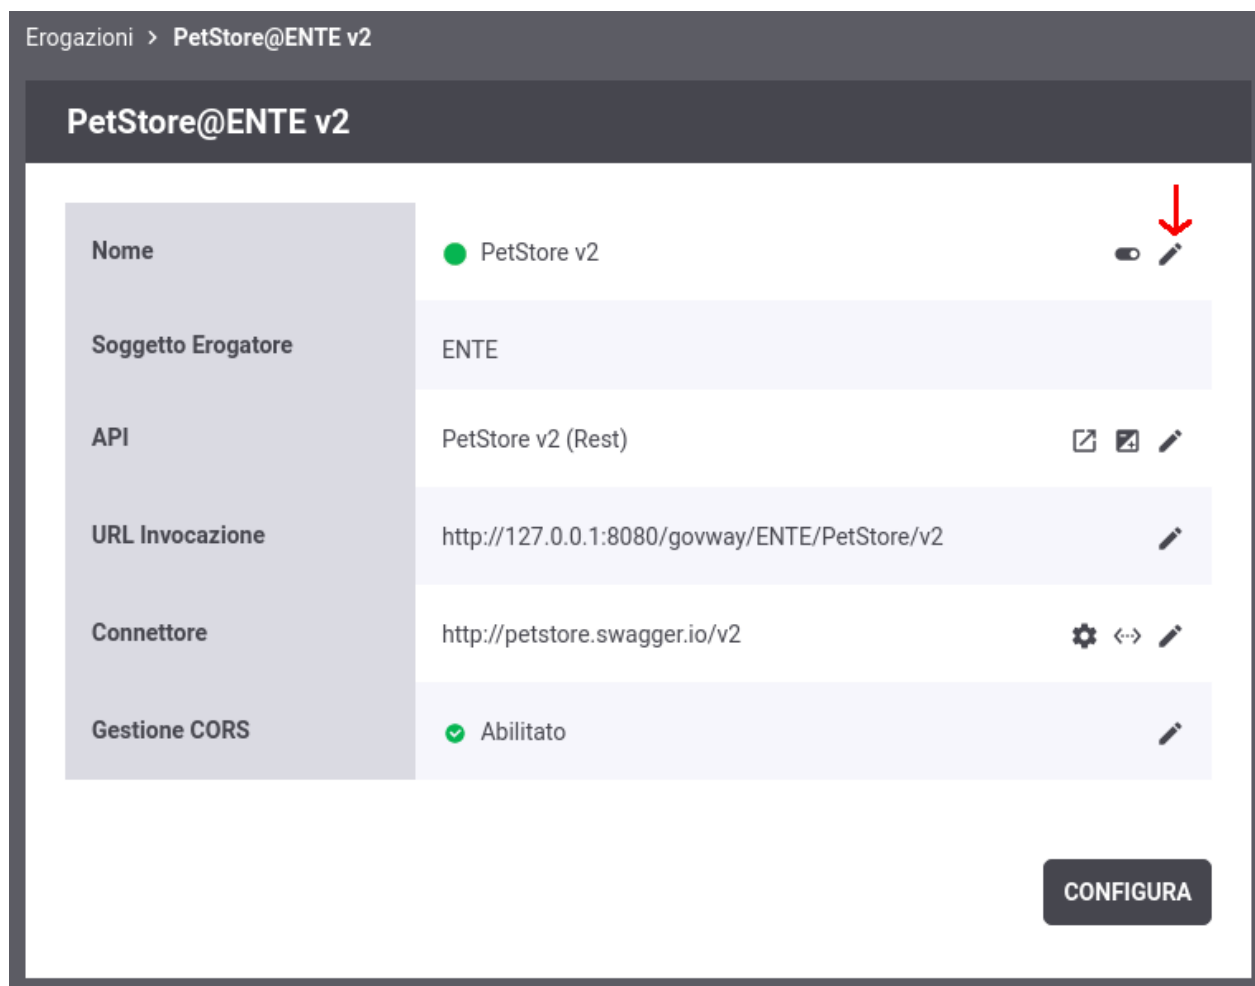 Erogazioni > PetStore@ENTE v2
PetStore@ENTE v2
Nome PetStore v2
Soggetto Erogatore ENTE
API PetStore v2 (Rest)
URL Invocazione http://127.0.0.1:8080/govway/ENTE/PetStore/v2
Connettore http://petstore.swagger.io/v2
Gestione CORS Abilitato
CONFIGURA